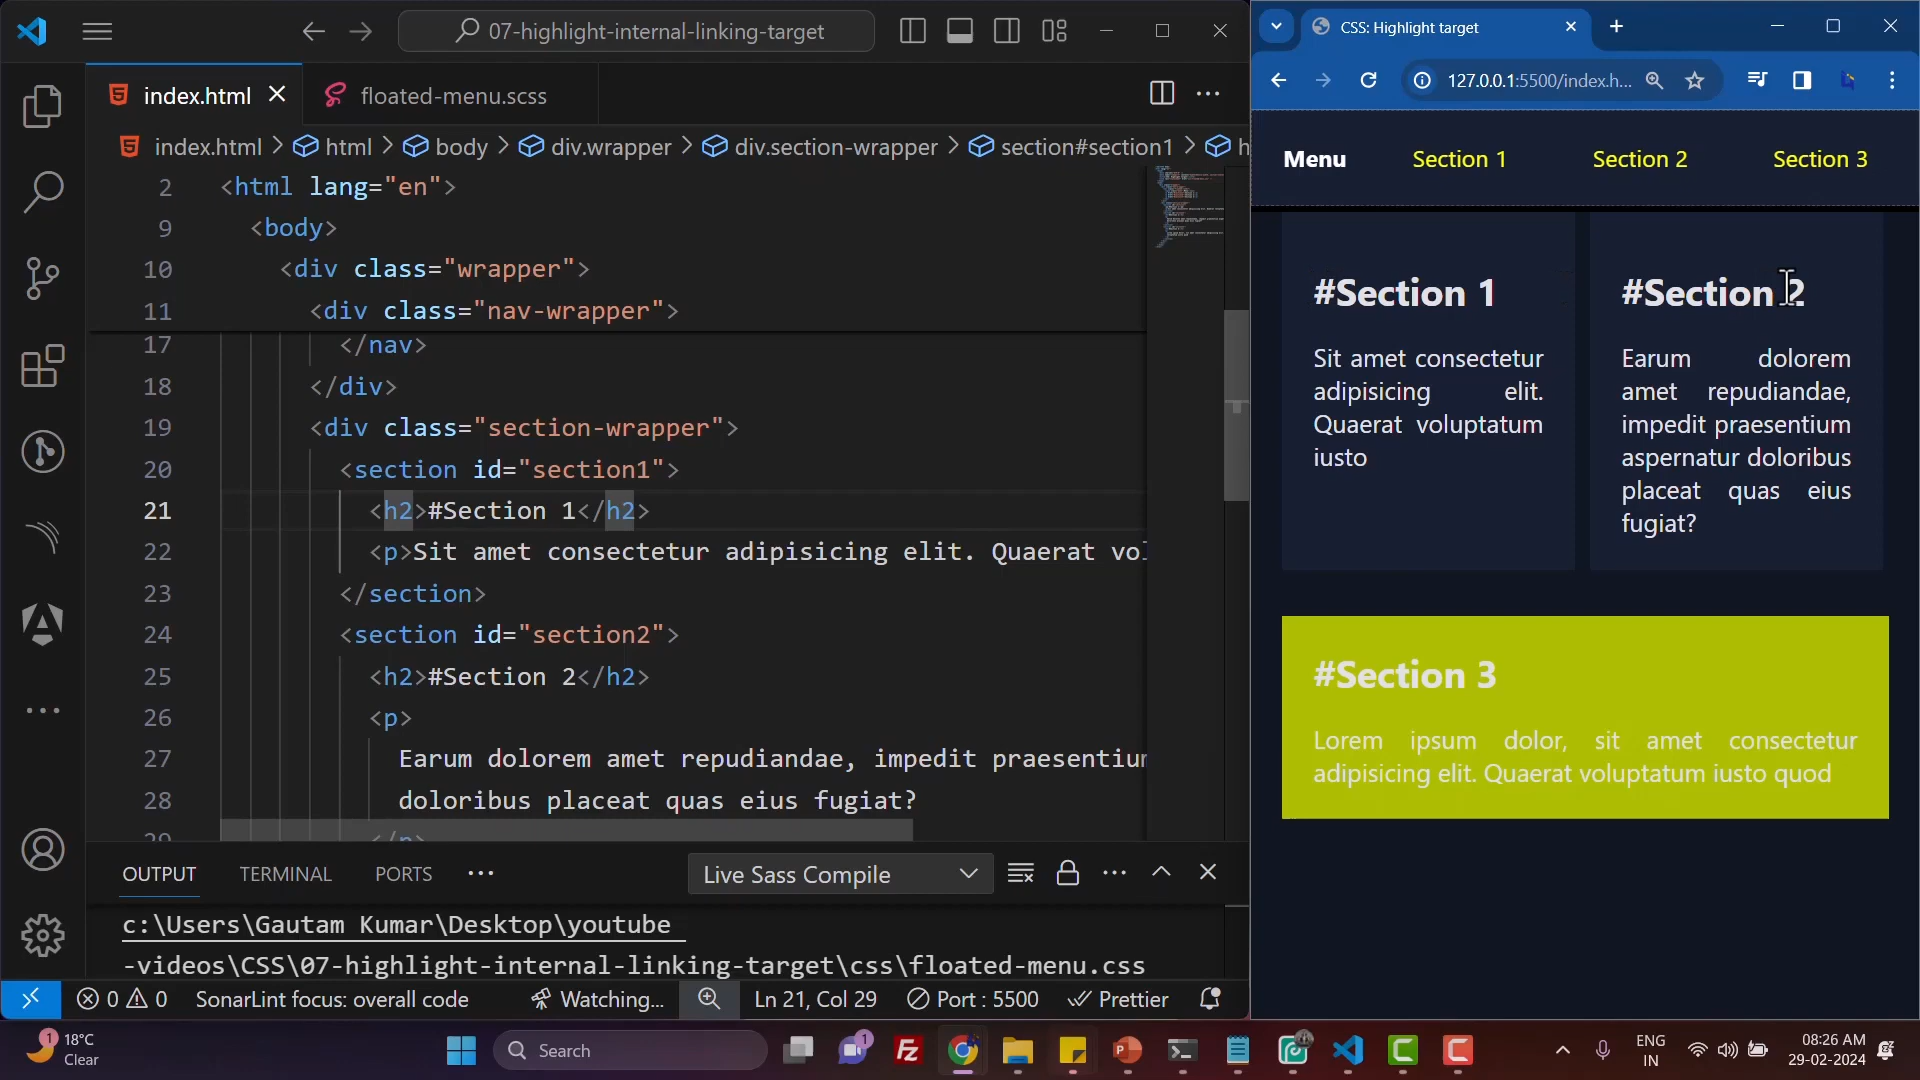 07-highlight-internal-linking-target
index.html
floated-menu.scss
index.html > html > body > div.wrapper > div.section-wrapper > section#section1 > h
2 <html lang="en">
9 <body>
10 <div class="wrapper">
11 <div class="nav-wrapper">
17 </nav>
18 </div>
19 <div class="section-wrapper">
20 <section id="section1">
21 <h2>#Section 1</h2>
22 <p>Sit amet consectetur adipisicing elit. Quaerat vol
23 </section>
24 <section id="section2">
25 <h2>#Section 2</h2>
26 <p>
27 Earum dolorem amet repudiandae, impedit praesentium
28 doloribus placeat quas eius fugiat?
29 </p>
OUTPUT TERMINAL PORTS
Live Sass Compile
c:\Users\Gautam Kumar\Desktop\youtube
-videos\CSS\07-highlight-internal-linking-target\css\floated-menu.css
0 0 SonarLint focus: overall code Watching... Ln 21, Col 29 Port : 5500 Prettier
CSS: Highlight target
127.0.0.1:5500/index.h...
Menu Section 1 Section 2 Section 3
#Section 1
Sit amet consectetur
adipisicing elit.
Quaerat voluptatum
iusto
#Section 2
Earum dolorem
amet repudiandae,
impedit praesentium
aspernatur doloribus
placeat quas eius
fugiat?
#Section 3
Lorem ipsum dolor, sit amet consectetur
adipisicing elit. Quaerat voluptatum iusto quod
1
18°C
Clear
Search
1
ENG
IN
08:26 AM
29-02-2024